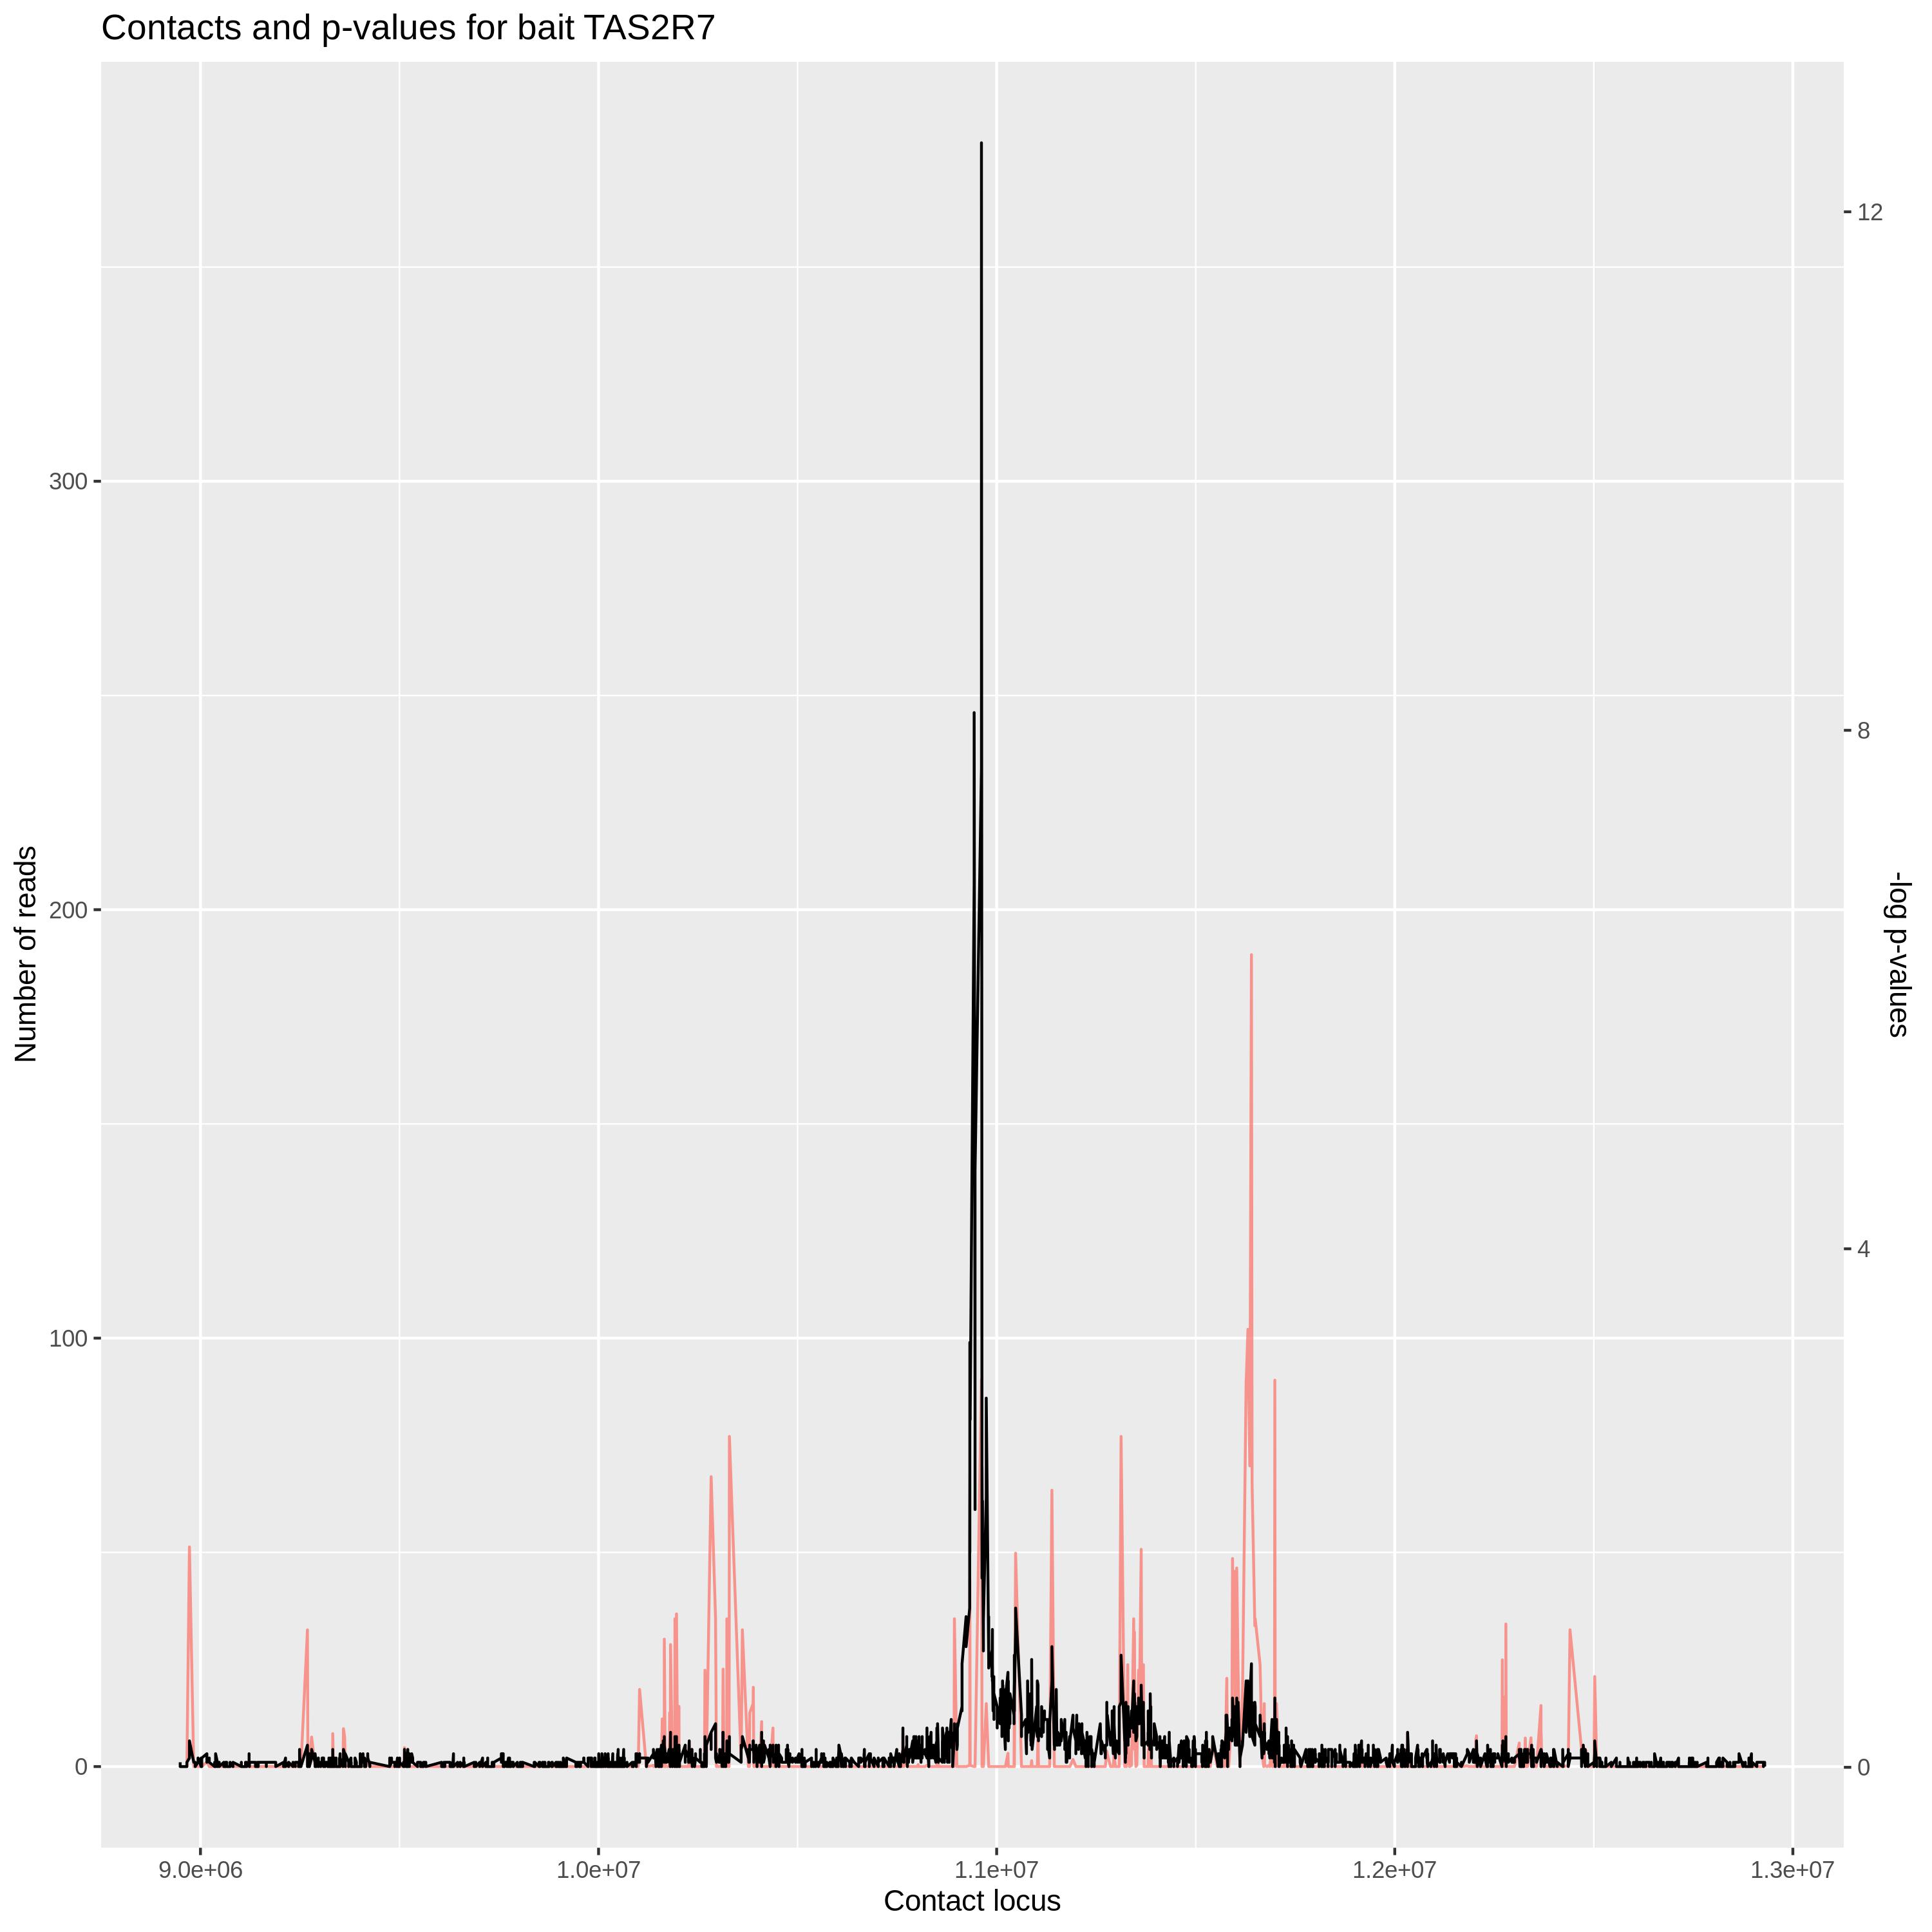 Contacts and p-values for bait TAS2R7
Number of reads
300
200
100
0
12
8
4
0
-log p-values
9.0e+06
1.0e+07
1.1e+07
1.2e+07
1.3e+07
Contact locus